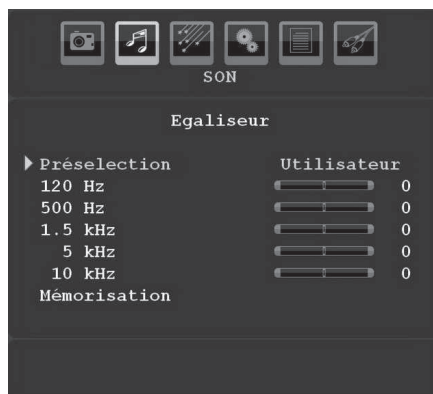 SON
Egaliseur
Préselection Utilisateur
120 Hz 0
500 Hz 0
1.5 kHz 0
5 kHz 0
10 kHz 0
Mémorisation